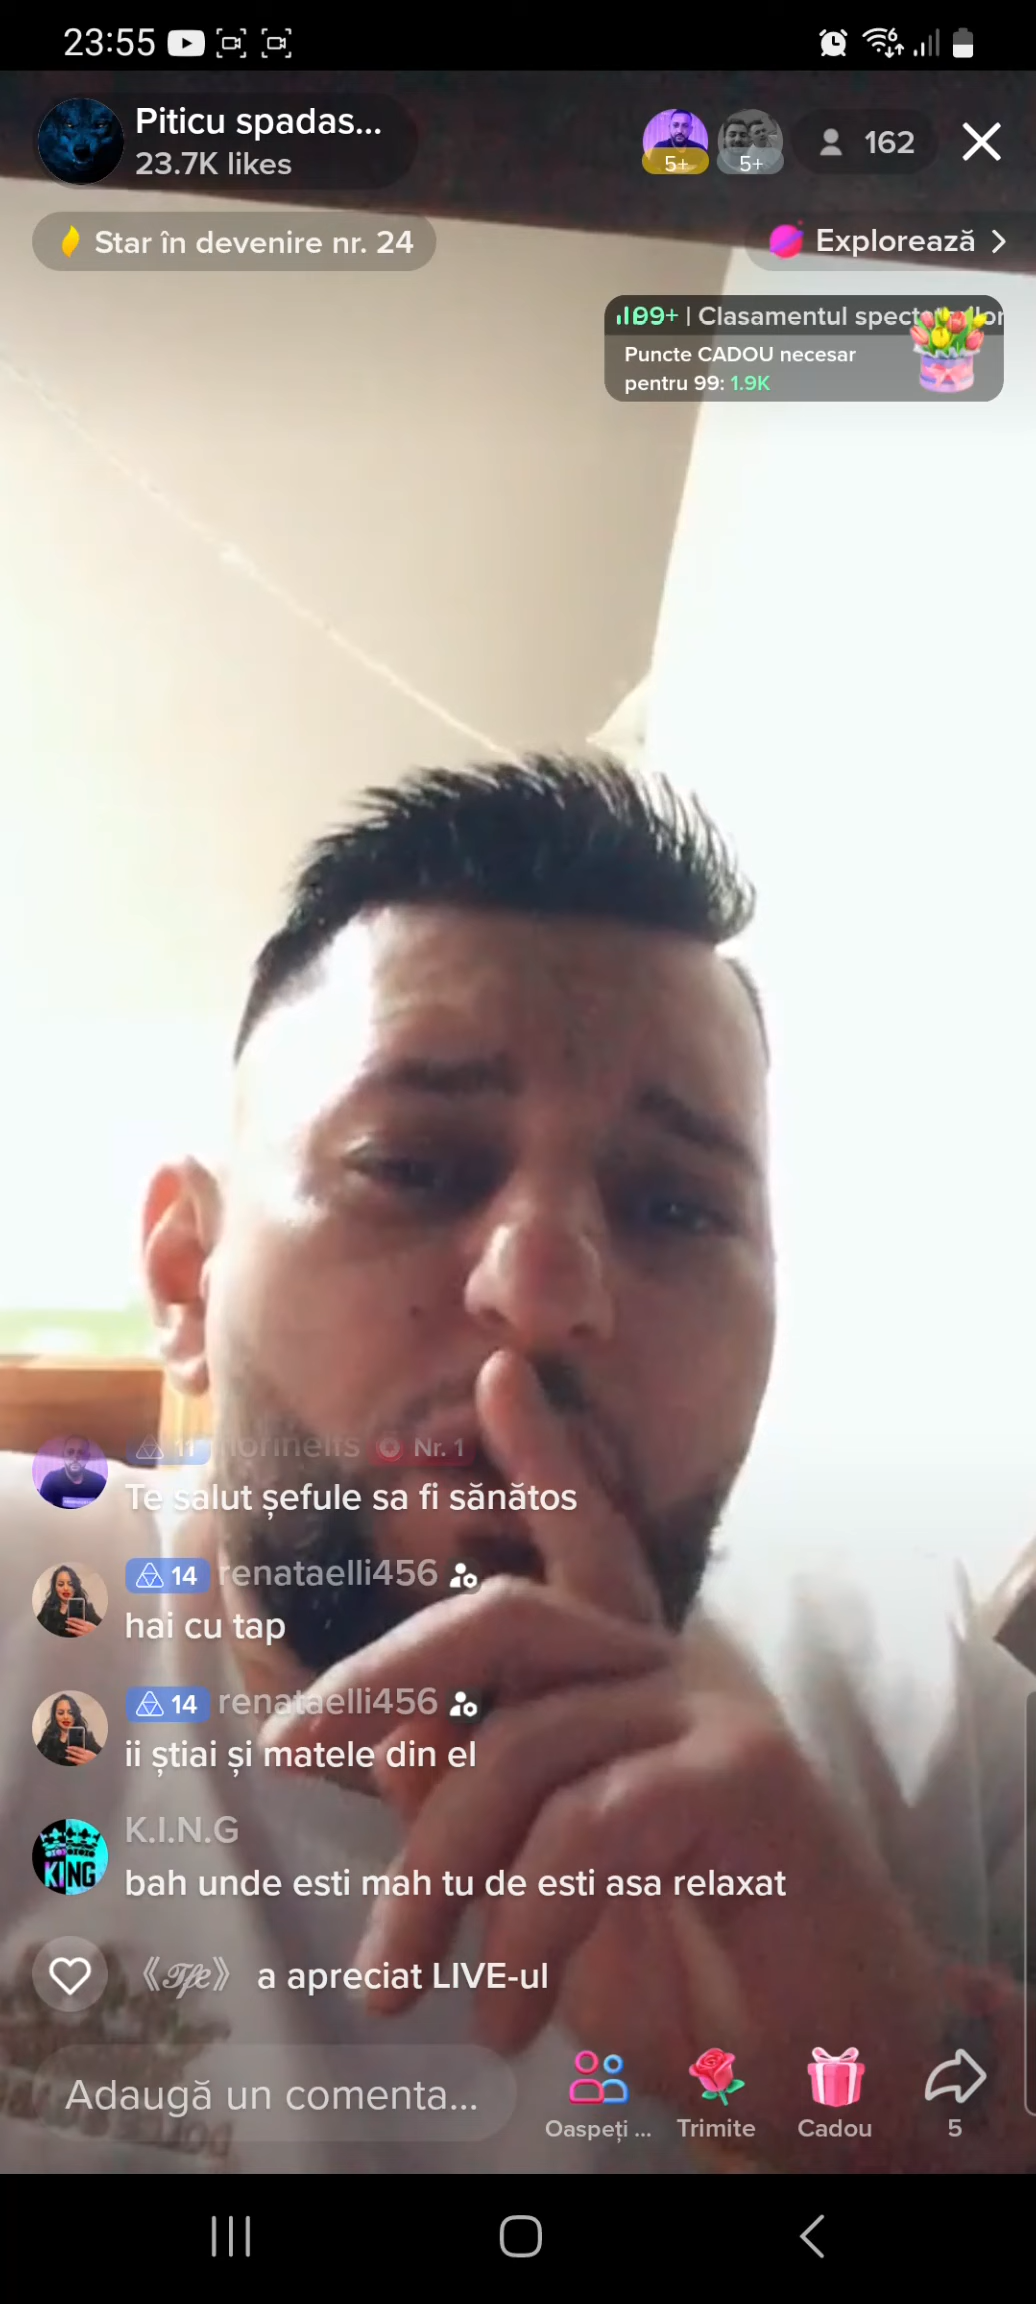 23:55
Piticu spadas...
23.7K likes
5+
5+
162
Star în devenire nr. 24
Explorează
99+ | Clasamentul
Puncte CADOU necesar
pentru 99: 1.9K
11 Nr. 1
Te salut șefule sa fi sănătos
14 renataelli456
hai cu tap
14 renataelli456
ii știai și matele din el
K.I.N.G
KING
bah unde esti mah tu de esti asa relaxat
a apreciat LIVE-ul
Adaugă un comenta...
Oaspeți ...
Trimite
Cadou
5